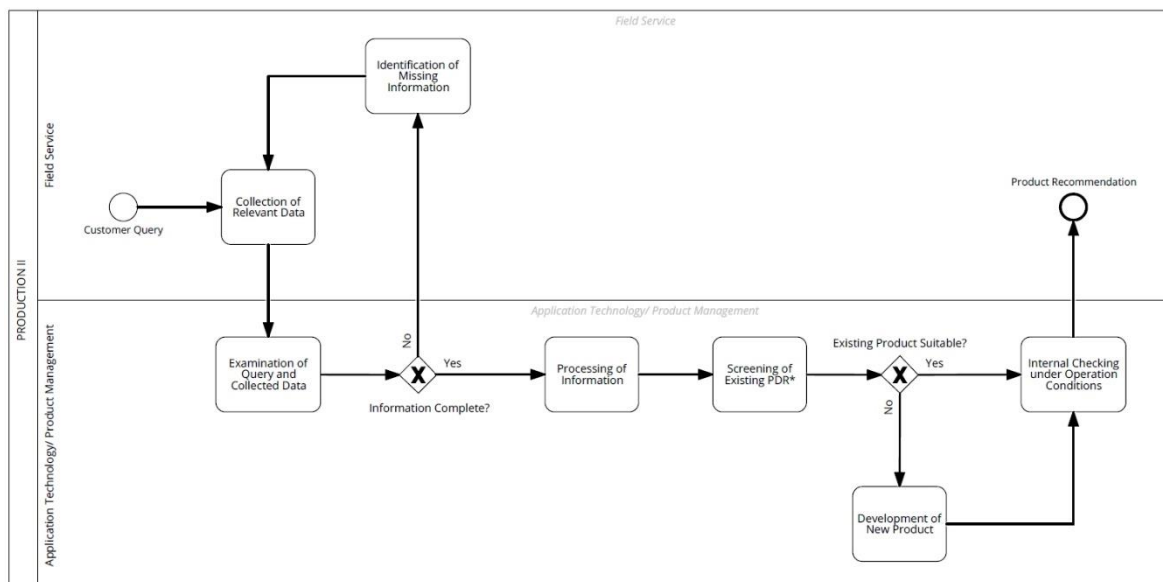 PRODUCTION II
Field Service
Field Service
Identification of
Missing
Information
Collection of
Relevant Data
Customer Query
Product Recommendation
No
Application Technology/ Product Management
Application Technology/ Product Management
Examination of
Query and
Collected Data
Yes
Information Complete?
Processing of
Information
Screening of
Existing PDR*
Existing Product Suitable?
Yes
No
Internal Checking
under Operation
Conditions
Development of
New Product